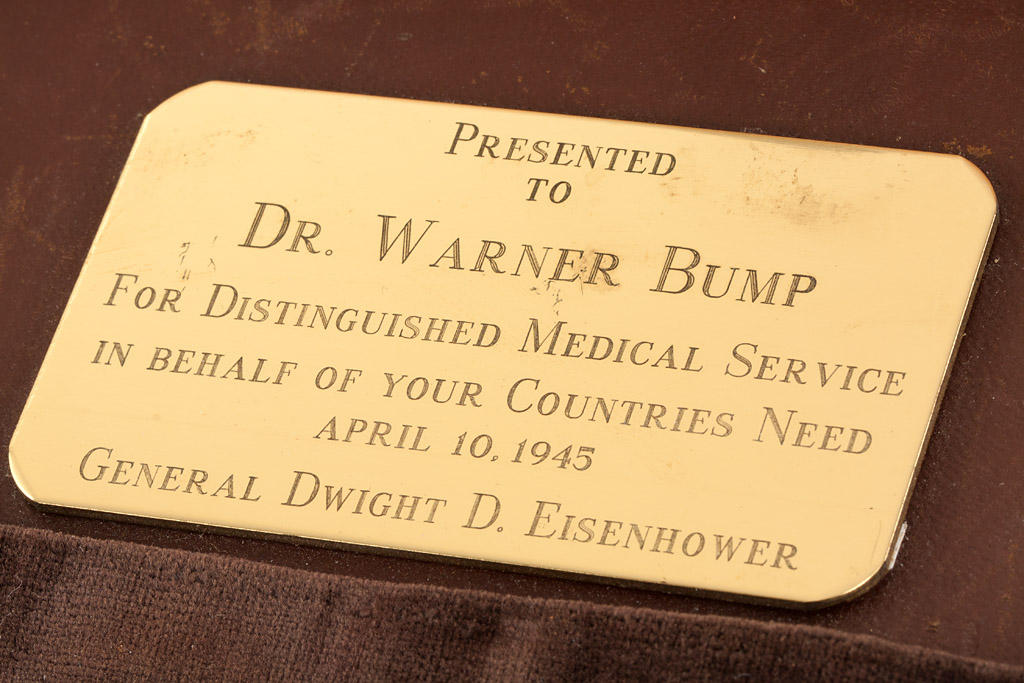 PRESENTED
TO
DR. WARNER BUMP
FOR DISTINGUISHED MEDICAL SERVICE
IN BEHALF OF YOUR COUNTRIES NEED
APRIL 10, 1945
GENERAL DWIGHT D. EISENHOWER